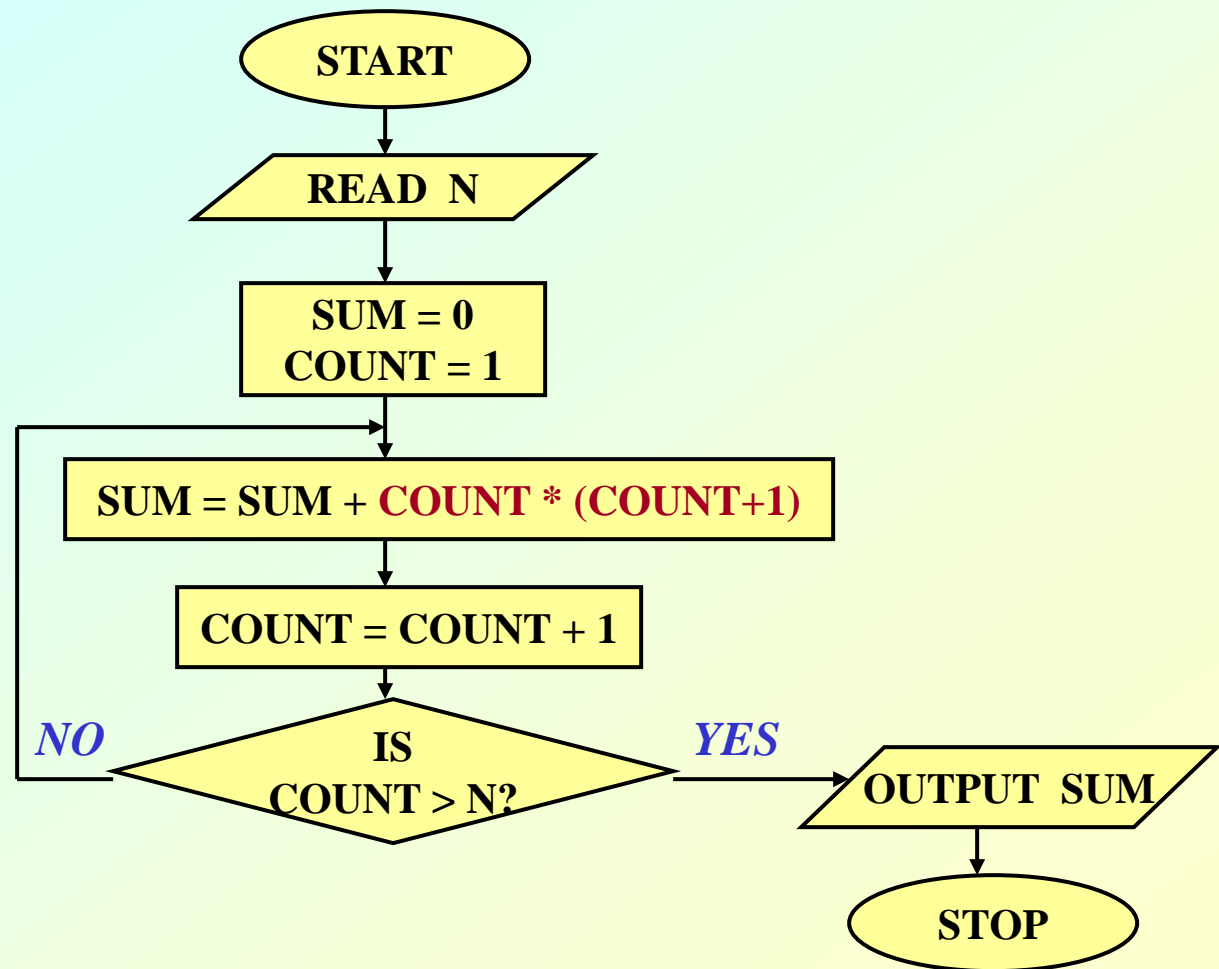 START
READ N
SUM = 0
COUNT = 1
SUM = SUM + COUNT * (COUNT+1)
COUNT = COUNT + 1
IS
COUNT > N?
NO
YES
OUTPUT SUM
STOP